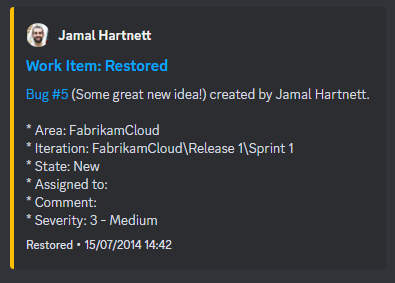 Jamal Hartnett
Work Item: Restored
Bug #5 (Some great new idea!) created by Jamal Hartnett.
* Area: FabrikamCloud
* Iteration: FabrikamCloud\Release 1\Sprint 1
* State: New
* Assigned to:
* Comment:
* Severity: 3 - Medium
Restored • 15/07/2014 14:42